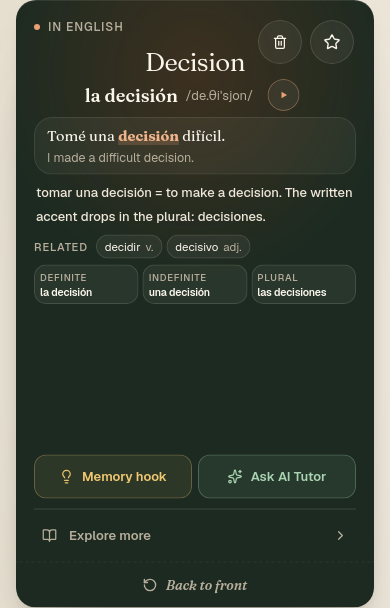 IN ENGLISH
Decision
la decisión /de.θi'sjon/
Tomé una decisión difícil.
I made a difficult decision.
tomar una decisión = to make a decision. The written
accent drops in the plural: decisiones.
RELATED decidir v. decisivo adj.
DEFINITE INDEFINITE PLURAL
la decisión una decisión las decisiones
Memory hook Ask AI Tutor
Explore more
Back to front